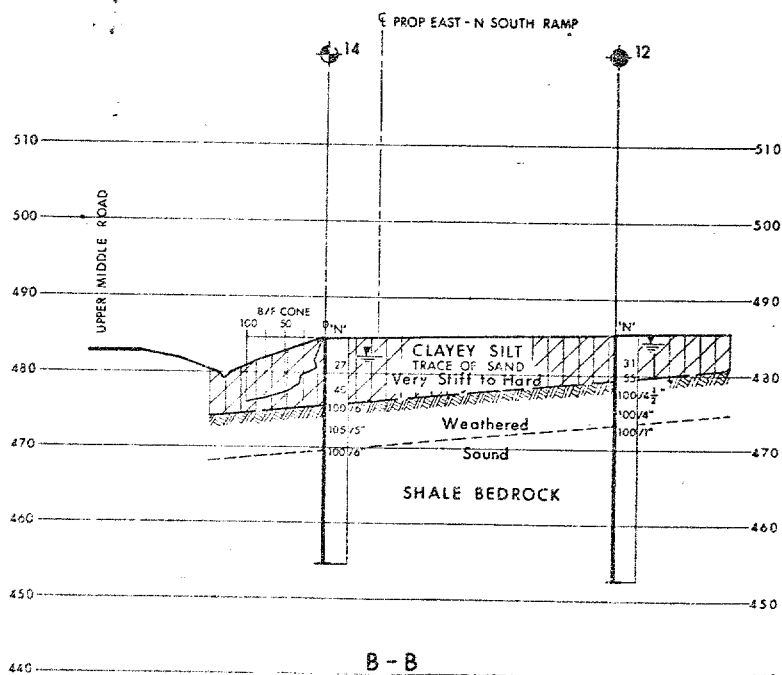 ℄ PROP EAST - N SOUTH RAMP
14
12
510
510
500
500
UPPER MIDDLE ROAD
490
490
B/F CONE
100 50 0
'N'
'N'
CLAYEY SILT
TRACE OF SAND
Very Stiff to Hard
27
31
480
480
46
55
100/6"
100/4½"
Weathered
100/4"
105/5"
100/1"
470
470
100/6"
Sound
SHALE BEDROCK
460
460
450
450
440
B - B